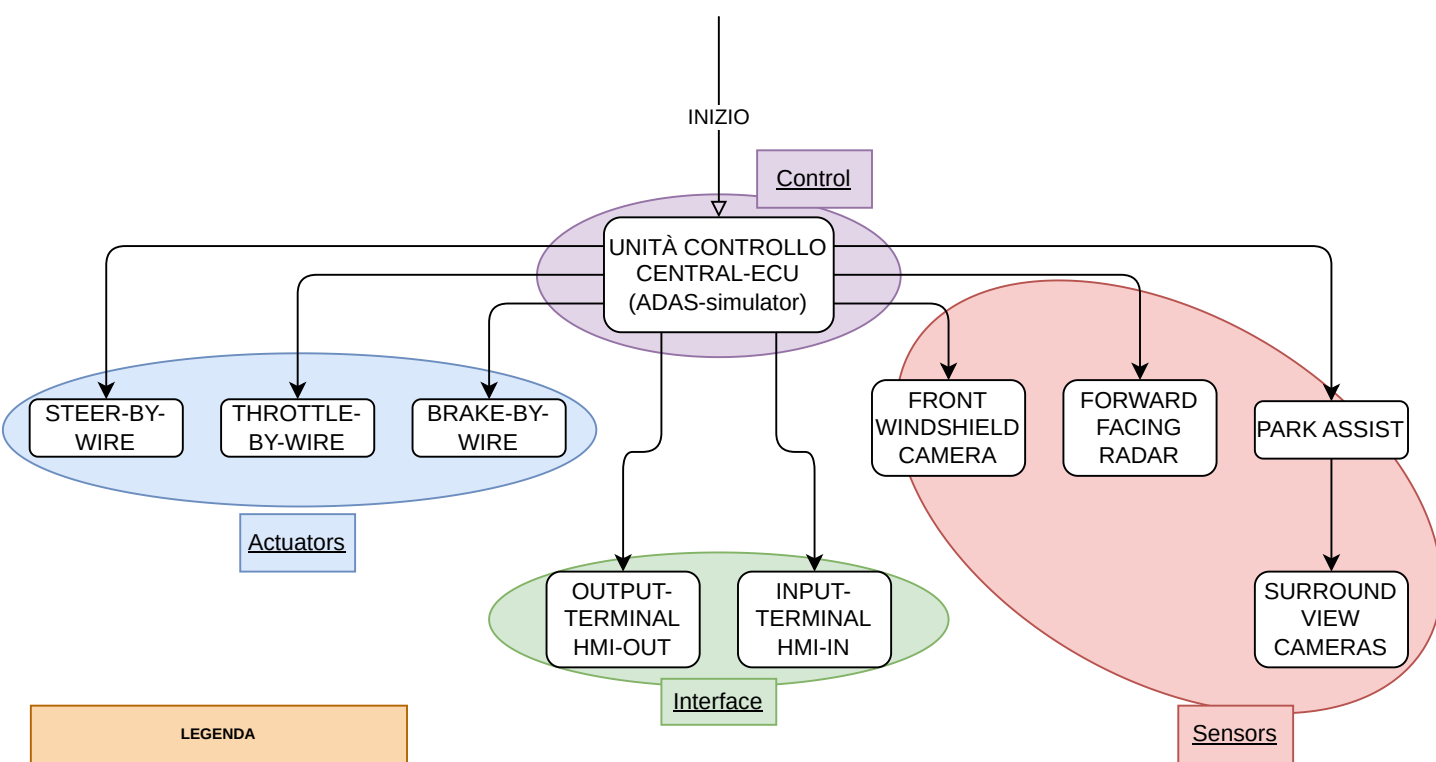 INIZIO
Control
UNITÀ CONTROLLO
CENTRAL-ECU
(ADAS-simulator)
STEER-BY-
WIRE
THROTTLE-
BY-WIRE
BRAKE-BY-
WIRE
FRONT
WINDSHIELD
CAMERA
FORWARD
FACING
RADAR
PARK ASSIST
Actuators
OUTPUT-
TERMINAL
HMI-OUT
INPUT-
TERMINAL
HMI-IN
SURROUND
VIEW
CAMERAS
Interface
Sensors
LEGENDA